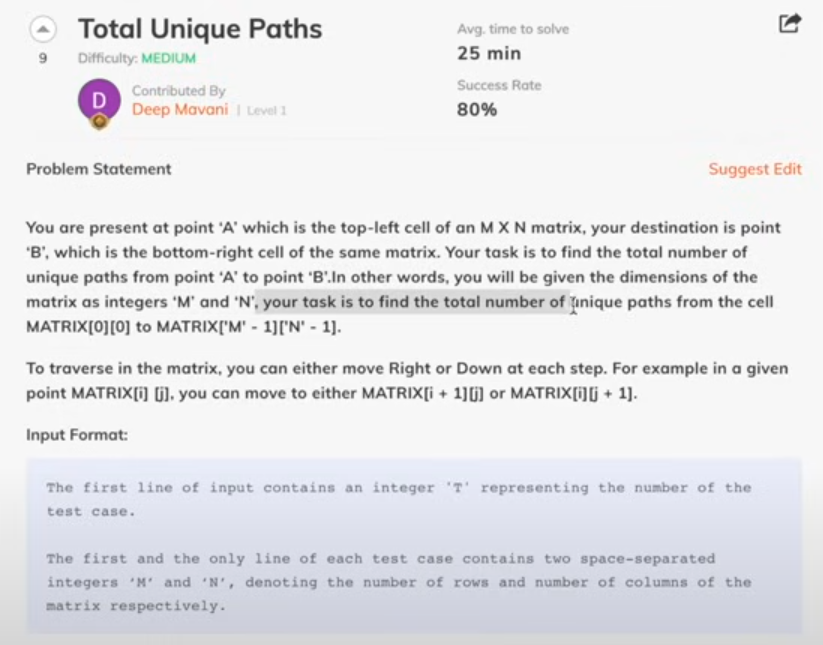 Total Unique Paths
Avg. time to solve
25 min
9
Difficulty: MEDIUM
Success Rate
80%
D
Contributed By
Deep Mavani | Level 1
Problem Statement
Suggest Edit
You are present at point ‘A’ which is the top-left cell of an M X N matrix, your destination is point
‘B’, which is the bottom-right cell of the same matrix. Your task is to find the total number of
unique paths from point ‘A’ to point ‘B’.In other words, you will be given the dimensions of the
matrix as integers ‘M’ and ‘N’, your task is to find the total number of unique paths from the cell
MATRIX[0][0] to MATRIX['M' - 1]['N' - 1].
To traverse in the matrix, you can either move Right or Down at each step. For example in a given
point MATRIX[i] [j], you can move to either MATRIX[i + 1][j] or MATRIX[i][j + 1].
Input Format:
The first line of input contains an integer 'T' representing the number of the
test case.
The first and the only line of each test case contains two space-separated
integers ‘M’ and ‘N’, denoting the number of rows and number of columns of the
matrix respectively.